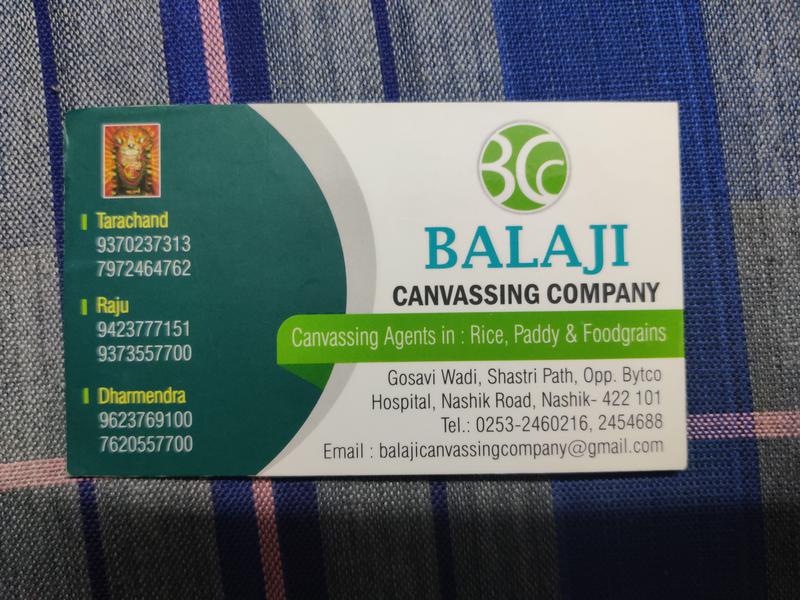 Tarachand
9370237313
7972464762
Raju
9423777151
9373557700
Dharmendra
9623769100
7620557700
BCC
BALAJI
CANVASSING COMPANY
Canvassing Agents in : Rice, Paddy & Foodgrains
Gosavi Wadi, Shastri Path, Opp. Bytco
Hospital, Nashik Road, Nashik- 422 101
Tel.: 0253-2460216, 2454688
Email : balajicanvassingcompany@gmail.com